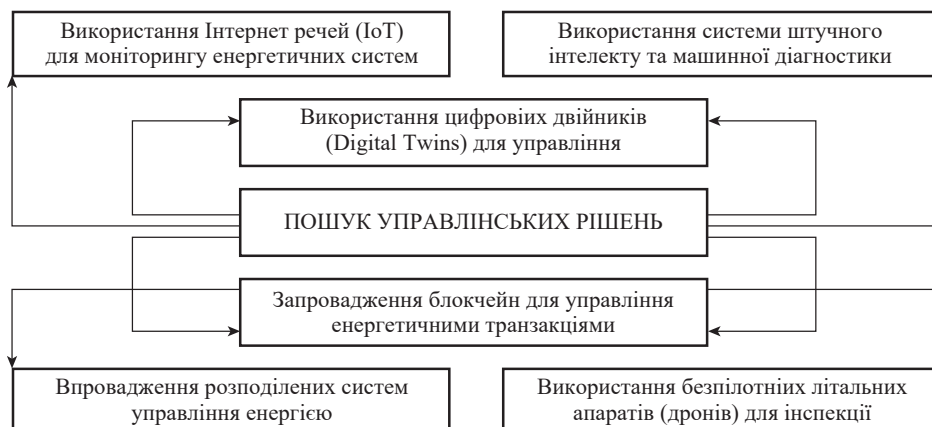 Використання Інтернет речей (IoT)
для моніторингу енергетичних систем
Використання системи штучного
інтелекту та машинної діагностики
Використання цифровіих двійників
(Digital Twins) для управління
ПОШУК УПРАВЛІНСЬКИХ РІШЕНЬ
Запровадження блокчейн для управління
енергетичними транзакціями
Впровадження розподілених систем
управління енергією
Використання безпілотніих літальних
апаратів (дронів) для інспекції